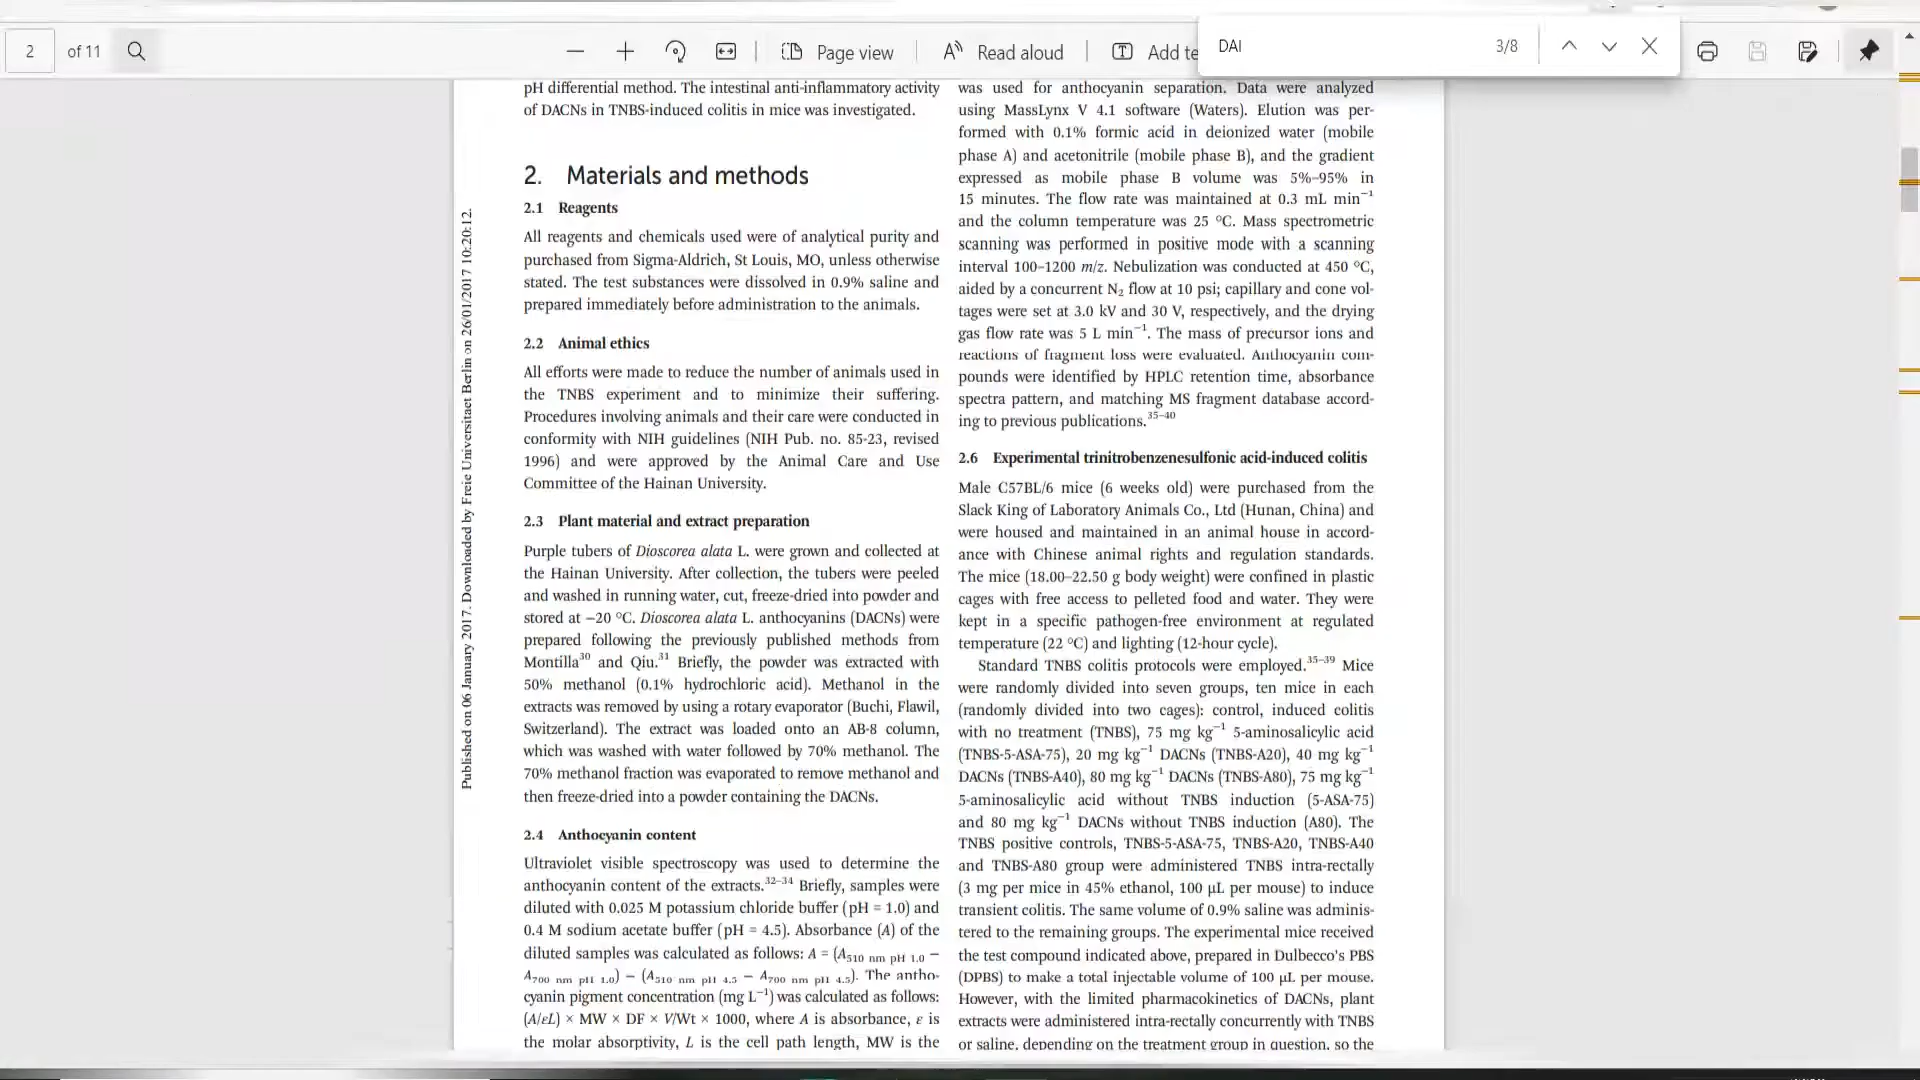 2 of 11
Page view
Read aloud
Add te
DAI
3/8
pH differential method. The intestinal anti-inflammatory activity
of DACNs in TNBS-induced colitis in mice was investigated.
2. Materials and methods
2.1 Reagents
All reagents and chemicals used were of analytical purity and
purchased from Sigma-Aldrich, St Louis, MO, unless otherwise
stated. The test substances were dissolved in 0.9% saline and
prepared immediately before administration to the animals.
2.2 Animal ethics
All efforts were made to reduce the number of animals used in
the TNBS experiment and to minimize their suffering.
Procedures involving animals and their care were conducted in
conformity with NIH guidelines (NIH Pub. no. 85-23, revised
1996) and were approved by the Animal Care and Use
Committee of the Hainan University.
2.3 Plant material and extract preparation
Purple tubers of Dioscorea alata L. were grown and collected at
the Hainan University. After collection, the tubers were peeled
and washed in running water, cut, freeze-dried into powder and
stored at −20 °C. Dioscorea alata L. anthocyanins (DACNs) were
prepared following the previously published methods from
Montilla30 and Qiu.31 Briefly, the powder was extracted with
50% methanol (0.1% hydrochloric acid). Methanol in the
extracts was removed by using a rotary evaporator (Buchi, Flawil,
Switzerland). The extract was loaded onto an AB-8 column,
which was washed with water followed by 70% methanol. The
70% methanol fraction was evaporated to remove methanol and
then freeze-dried into a powder containing the DACNs.
2.4 Anthocyanin content
Ultraviolet visible spectroscopy was used to determine the
anthocyanin content of the extracts.32–34 Briefly, samples were
diluted with 0.025 M potassium chloride buffer (pH = 1.0) and
0.4 M sodium acetate buffer (pH = 4.5). Absorbance (A) of the
diluted samples was calculated as follows: A = (A510 nm pH 1.0 −
A700 nm pH 1.0) − (A510 nm pH 4.5 − A700 nm pH 4.5). The antho-
cyanin pigment concentration (mg L−1) was calculated as follows:
(A/εL) × MW × DF × V/Wt × 1000, where A is absorbance, ε is
the molar absorptivity, L is the cell path length, MW is the
was used for anthocyanin separation. Data were analyzed
using MassLynx V 4.1 software (Waters). Elution was per-
formed with 0.1% formic acid in deionized water (mobile
phase A) and acetonitrile (mobile phase B), and the gradient
expressed as mobile phase B volume was 5%–95% in
15 minutes. The flow rate was maintained at 0.3 mL min−1
and the column temperature was 25 °C. Mass spectrometric
scanning was performed in positive mode with a scanning
interval 100–1200 m/z. Nebulization was conducted at 450 °C,
aided by a concurrent N2 flow at 10 psi; capillary and cone vol-
tages were set at 3.0 kV and 30 V, respectively, and the drying
gas flow rate was 5 L min−1. The mass of precursor ions and
reactions of fragment loss were evaluated. Anthocyanin com-
pounds were identified by HPLC retention time, absorbance
spectra pattern, and matching MS fragment database accord-
ing to previous publications.35–40
2.6 Experimental trinitrobenzenesulfonic acid-induced colitis
Male C57BL/6 mice (6 weeks old) were purchased from the
Slack King of Laboratory Animals Co., Ltd (Hunan, China) and
were housed and maintained in an animal house in accord-
ance with Chinese animal rights and regulation standards.
The mice (18.00–22.50 g body weight) were confined in plastic
cages with free access to pelleted food and water. They were
kept in a specific pathogen-free environment at regulated
temperature (22 °C) and lighting (12-hour cycle).
Standard TNBS colitis protocols were employed.35–39 Mice
were randomly divided into seven groups, ten mice in each
(randomly divided into two cages): control, induced colitis
with no treatment (TNBS), 75 mg kg−1 5-aminosalicylic acid
(TNBS-5-ASA-75), 20 mg kg−1 DACNs (TNBS-A20), 40 mg kg−1
DACNs (TNBS-A40), 80 mg kg−1 DACNs (TNBS-A80), 75 mg kg−1
5-aminosalicylic acid without TNBS induction (5-ASA-75)
and 80 mg kg−1 DACNs without TNBS induction (A80). The
TNBS positive controls, TNBS-5-ASA-75, TNBS-A20, TNBS-A40
and TNBS-A80 group were administered TNBS intra-rectally
(3 mg per mice in 45% ethanol, 100 μL per mouse) to induce
transient colitis. The same volume of 0.9% saline was adminis-
tered to the remaining groups. The experimental mice received
the test compound indicated above, prepared in Dulbecco's PBS
(DPBS) to make a total injectable volume of 100 μL per mouse.
However, with the limited pharmacokinetics of DACNs, plant
extracts were administered intra-rectally concurrently with TNBS
or saline, depending on the treatment group in question, so the
Published on 06 January 2017. Downloaded by Freie Universitaet Berlin on 26/01/2017 10:20:12.